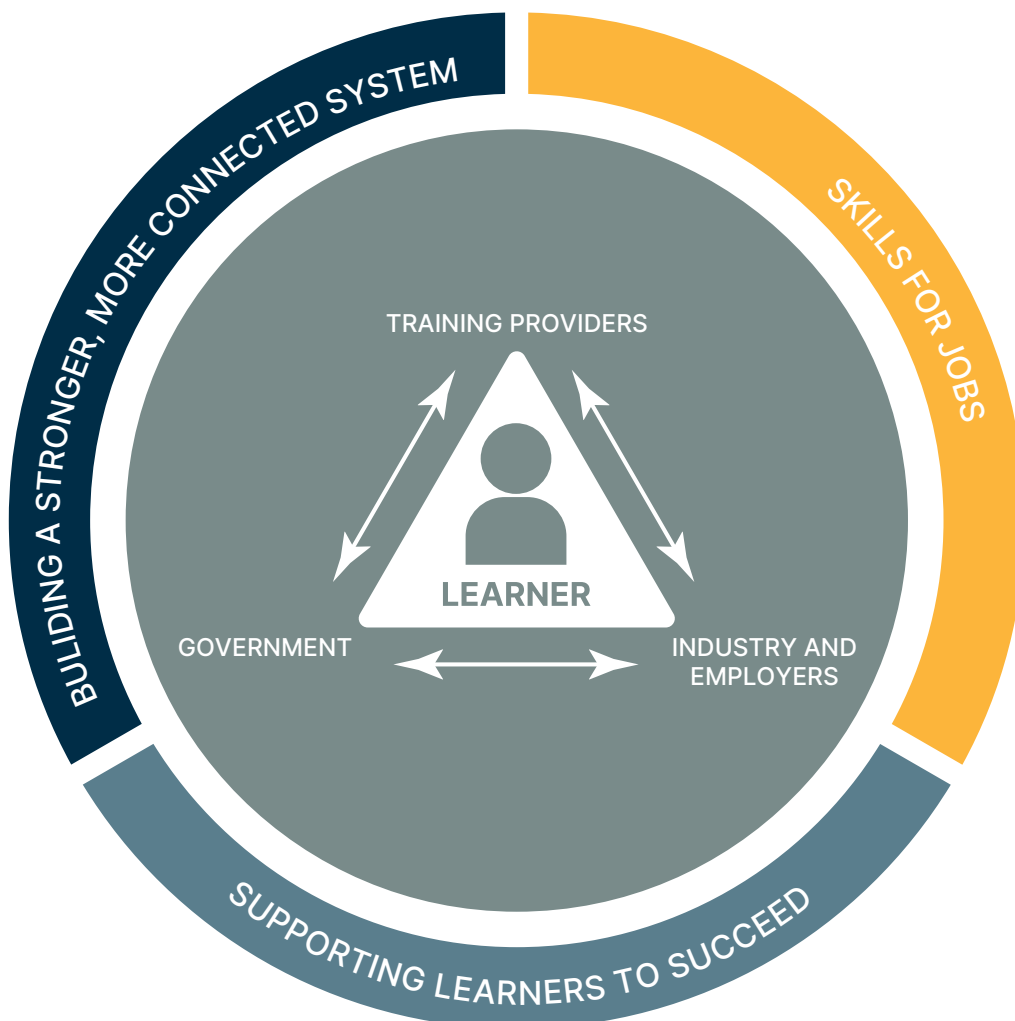 BULIDING A STRONGER, MORE CONNECTED SYSTEM
SKILLS FOR JOBS
TRAINING PROVIDERS
LEARNER
GOVERNMENT
INDUSTRY AND
EMPLOYERS
SUPPORTING LEARNERS TO SUCCEED